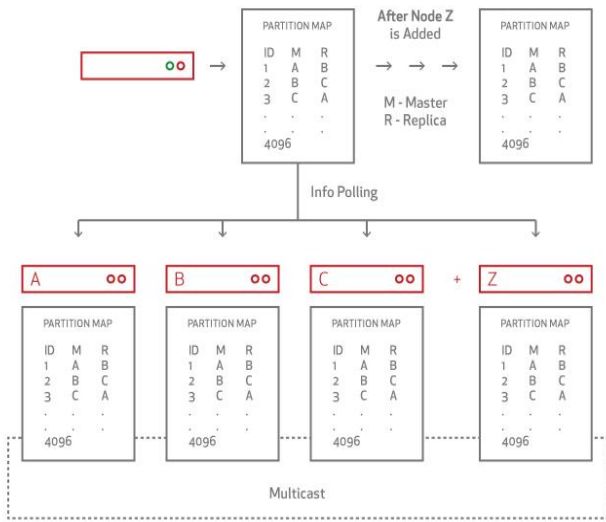 PARTITION MAP
ID M R
1 A B
2 B C
3 C A
. . .
. . .
4096
After Node Z
is Added
M - Master
R - Replica
PARTITION MAP
ID M R
1 A B
2 B C
3 C A
. . .
. . .
4096
Info Polling
A
B
C
+
Z
PARTITION MAP
ID M R
1 A B
2 B C
3 C A
. . .
. . .
4096
PARTITION MAP
ID M R
1 A B
2 B C
3 C A
. . .
. . .
4096
PARTITION MAP
ID M R
1 A B
2 B C
3 C A
. . .
. . .
4096
PARTITION MAP
ID M R
1 A B
2 B C
3 C A
. . .
. . .
4096
Multicast